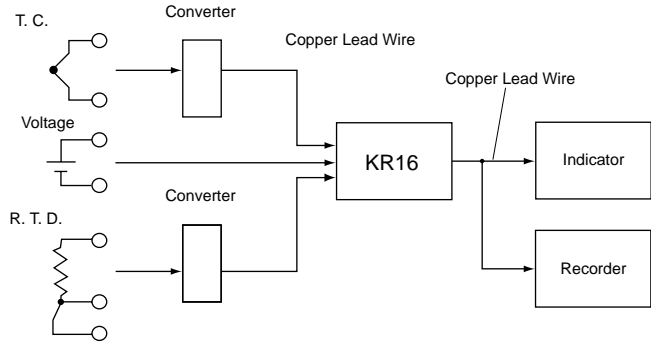 T. C.
Converter
Copper Lead Wire
Copper Lead Wire
Voltage
KR16
Indicator
Converter
R. T. D.
Recorder